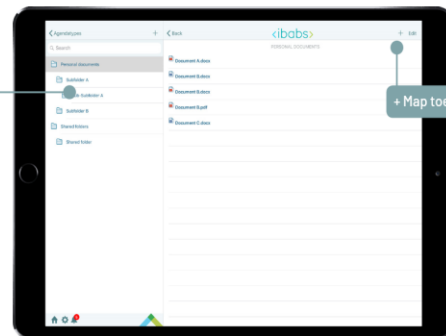 Agendatypes
+
Back
<ibabs>
+ Edit
Search
PERSONAL DOCUMENTS
Personal documents
Subfolder A
Subfolder B
Shared folders
Shared folder
Document A.docx
Document B.docx
Document B.pdf
Document C.docx
+ Map toe